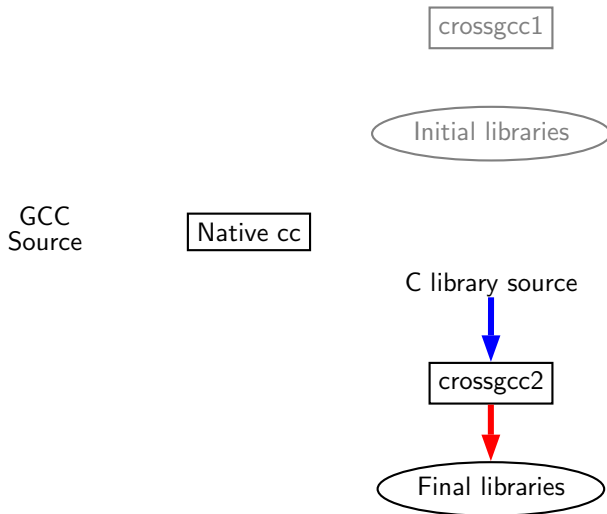 crossgcc1
Initial libraries
GCC
Source
Native cc
C library source
crossgcc2
Final libraries